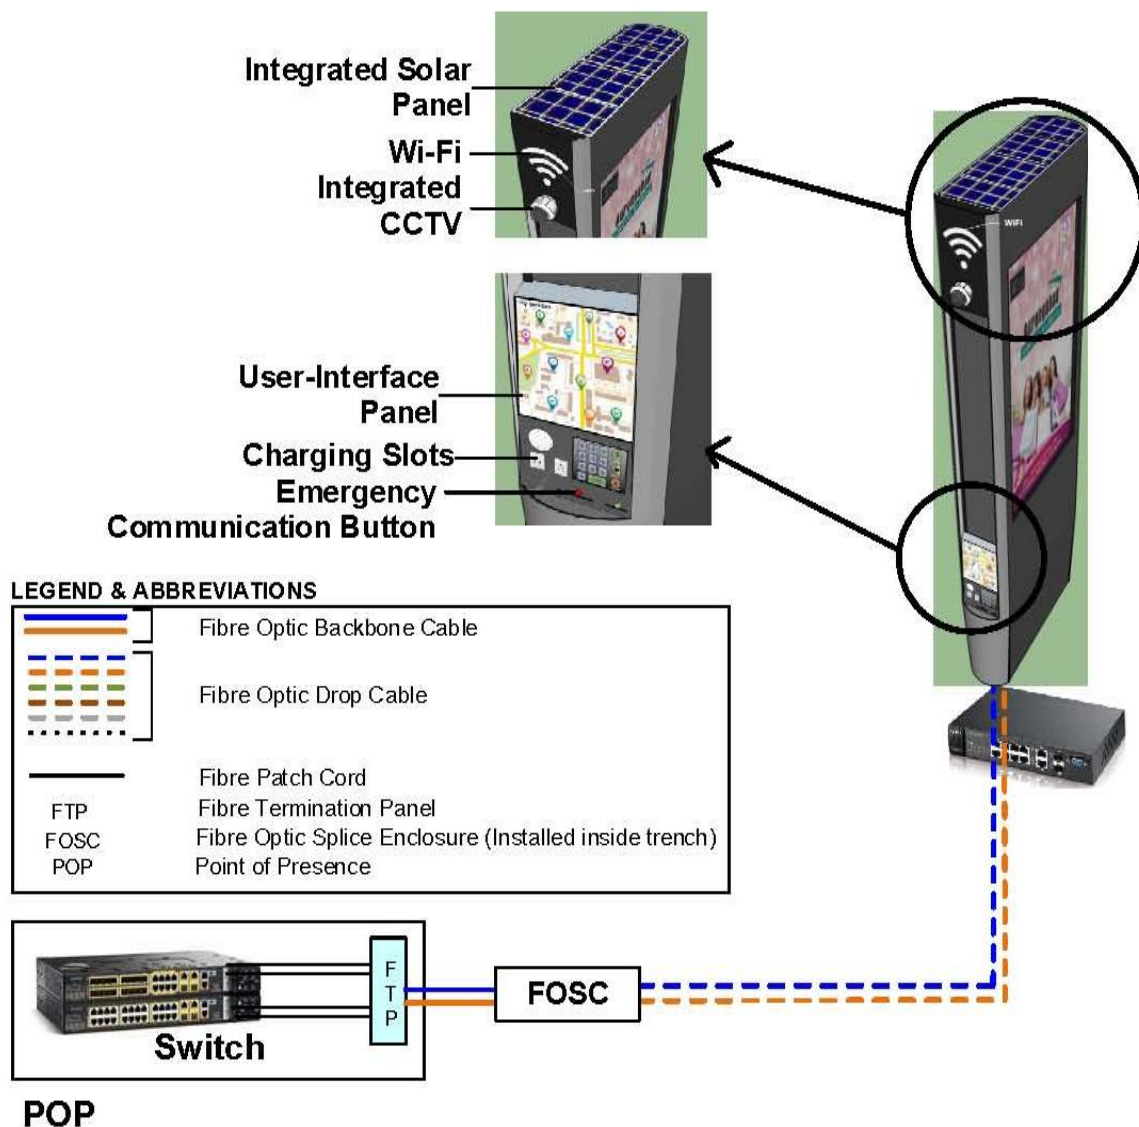 Integrated Solar
Panel
Wi-Fi
Integrated
CCTV
WIFI
User-Interface
Panel
Charging Slots
Emergency
Communication Button
LEGEND & ABBREVIATIONS
Fibre Optic Backbone Cable
Fibre Optic Drop Cable
Fibre Patch Cord
FTP Fibre Termination Panel
FOSC Fibre Optic Splice Enclosure (Installed inside trench)
POP Point of Presence
F
T
P
FOSC
Switch
POP